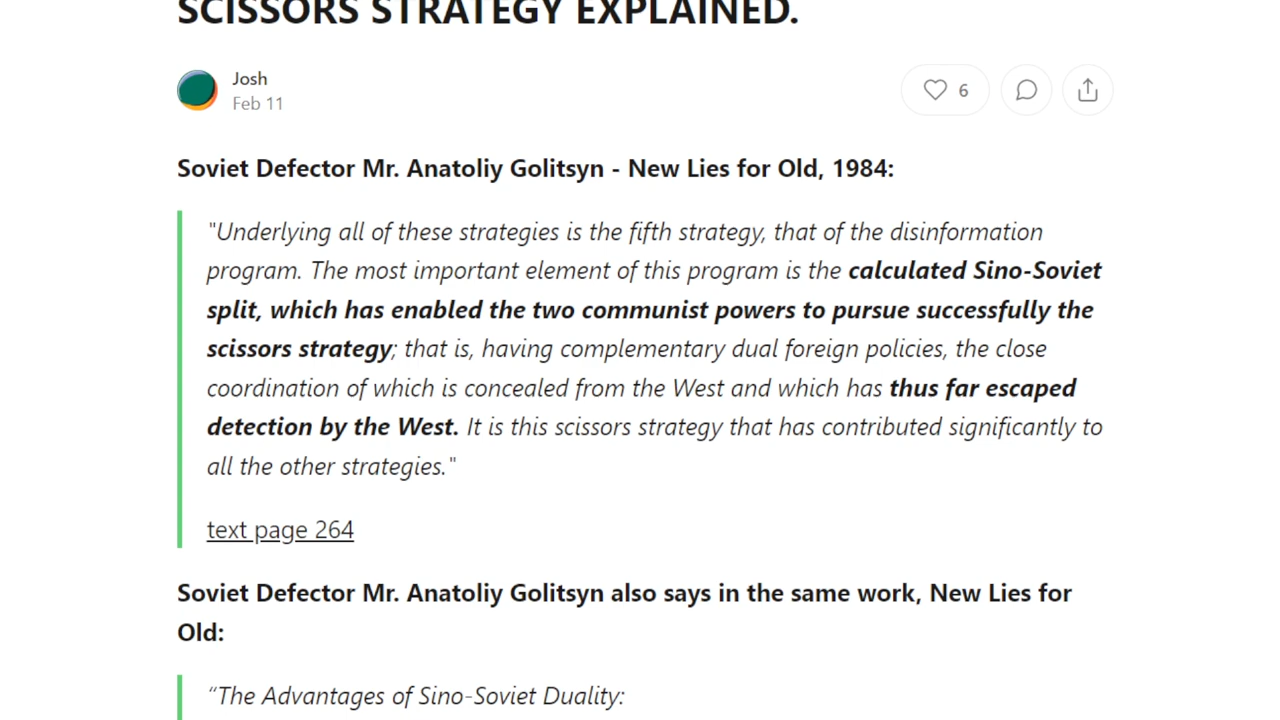 SCISSORS STRATEGY EXPLAINED.
Josh
Feb 11
6
Soviet Defector Mr. Anatoliy Golitsyn - New Lies for Old, 1984:
"Underlying all of these strategies is the fifth strategy, that of the disinformation
program. The most important element of this program is the calculated Sino-Soviet
split, which has enabled the two communist powers to pursue successfully the
scissors strategy; that is, having complementary dual foreign policies, the close
coordination of which is concealed from the West and which has thus far escaped
detection by the West. It is this scissors strategy that has contributed significantly to
all the other strategies."
text page 264
Soviet Defector Mr. Anatoliy Golitsyn also says in the same work, New Lies for
Old:
“The Advantages of Sino-Soviet Duality: